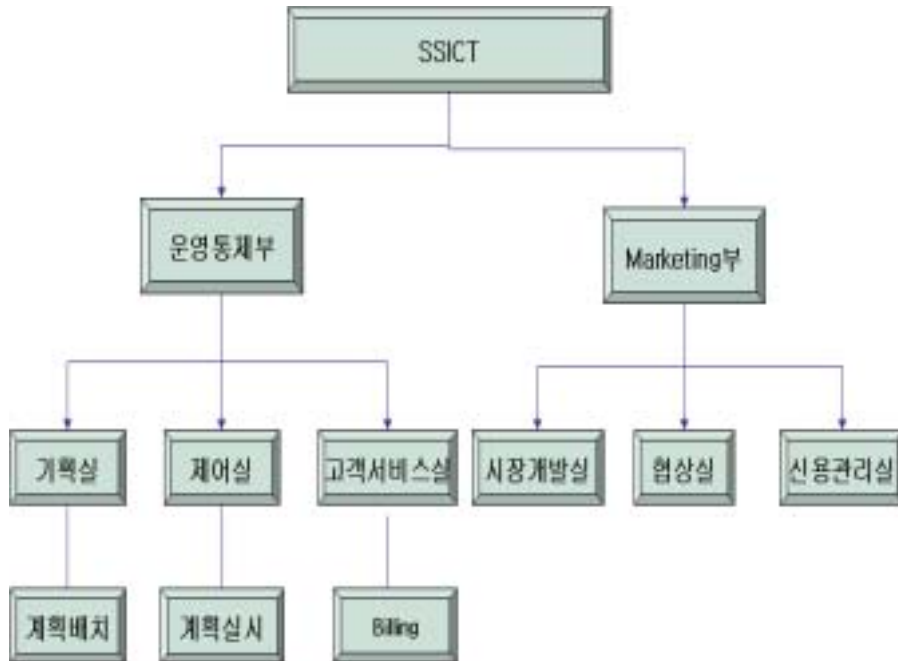 SSICT
운영통제부
Marketing부
기획실
제어실
고객서비스실
시장개발실
협상실
신용관리실
계획배치
계획실시
Billing